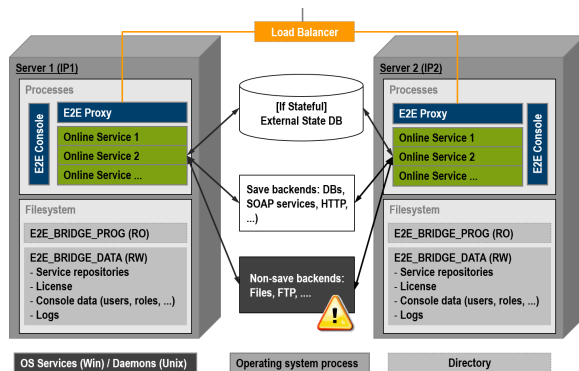 Load Balancer
Server 1 (IP1)
Processes
E2E Console
E2E Proxy
Online Service 1
Online Service 2
Online Service ...
Filesystem
E2E_BRIDGE_PROG (RO)
E2E_BRIDGE_DATA (RW)
- Service repositories
- License
- Console data (users, roles, ...)
- Logs
[If Stateful]
External State DB
Save backends: DBs,
SOAP services, HTTP,
...)
Non-save backends:
Files, FTP, ....
Server 2 (IP2)
Processes
E2E Proxy
Online Service 1
Online Service 2
Online Service ...
E2E Console
Filesystem
E2E_BRIDGE_PROG (RO)
E2E_BRIDGE_DATA (RW)
- Service repositories
- License
- Console data (users, roles, ...)
- Logs
OS Services (Win) / Daemons (Unix)
Operating system process
Directory